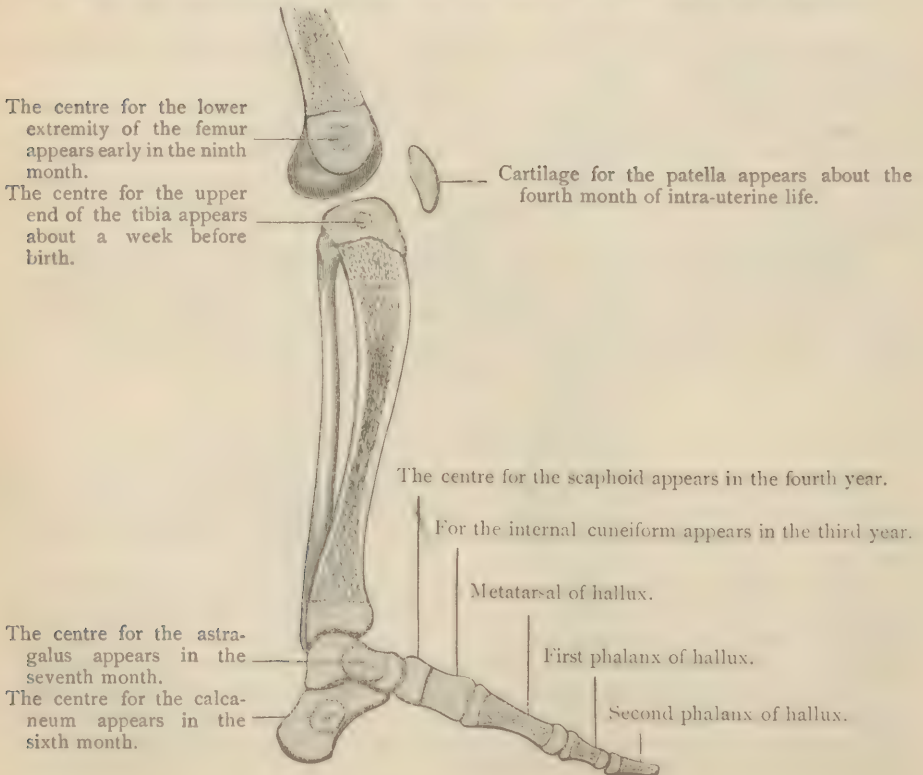 The centre for the lower
extremity of the femur
appears early in the ninth
month.
The centre for the upper
end of the tibia appears
about a week before
birth.
Cartilage for the patella appears about the
fourth month of intra-uterine life.
The centre for the scaphoid appears in the fourth year.
For the internal cuneiform appears in the third year.
Metatarsal of hallux.
First phalanx of hallux.
Second phalanx of hallux.
The centre for the astra-
galus appears in the
seventh month.
The centre for the calca-
neum appears in the
sixth month.